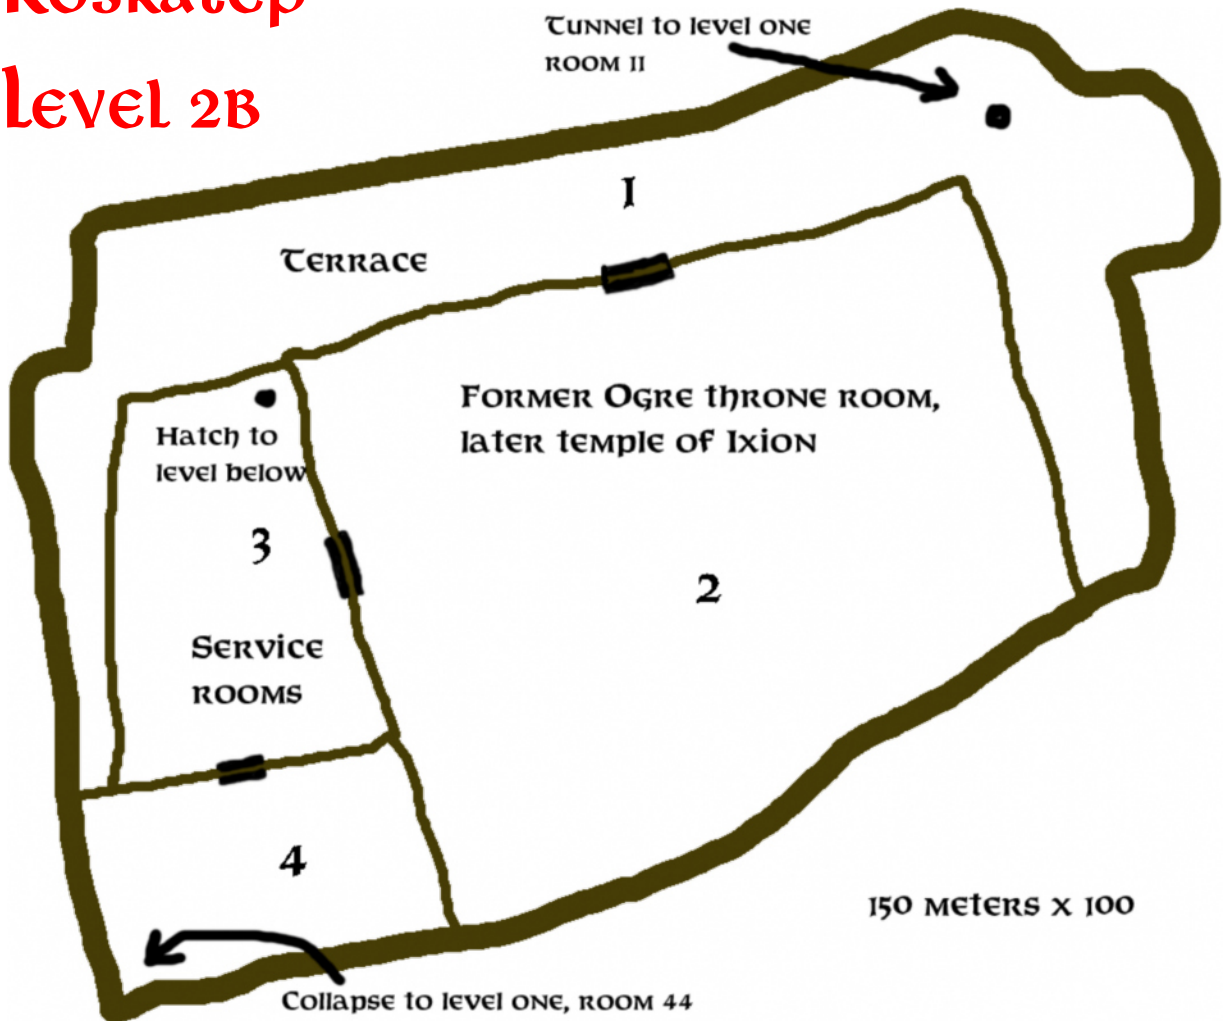 Koskatep
Level 2B
Tunnel to level one
room 11
1
Terrace
Former Ogre throne room,
later temple of Ixion
Hatch to
level below
3
2
Service
rooms
4
150 meters x 100
Collapse to level one, room 44